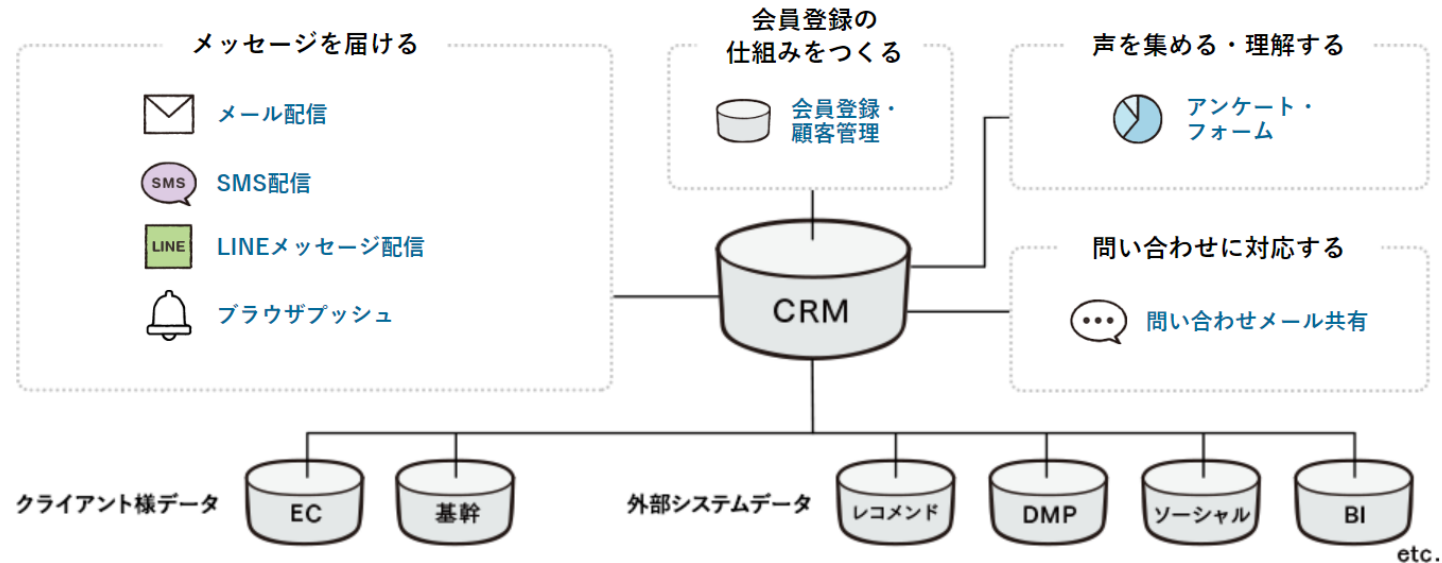 メッセージを届ける
メール配信
SMS
SMS配信
LINE
LINEメッセージ配信
ブラウザプッシュ
会員登録の
仕組みをつくる
会員登録・
顧客管理
声を集める・理解する
アンケート・
フォーム
問い合わせに対応する
問い合わせメール共有
CRM
クライアント様データ
EC
基幹
外部システムデータ
レコメンド
DMP
ソーシャル
BI
etc.